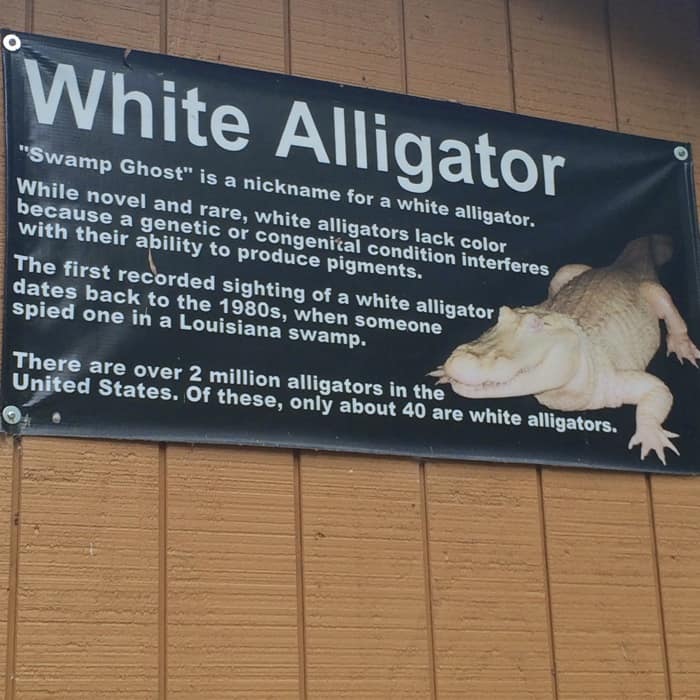 White Alligator
"Swamp Ghost" is a nickname for a white alligator.
While novel and rare, white alligators lack color
because a genetic or congenital condition interferes
with their ability to produce pigments.
The first recorded sighting of a white alligator
dates back to the 1980s, when someone
spied one in a Louisiana swamp.
There are over 2 million alligators in the
United States. Of these, only about 40 are white alligators.